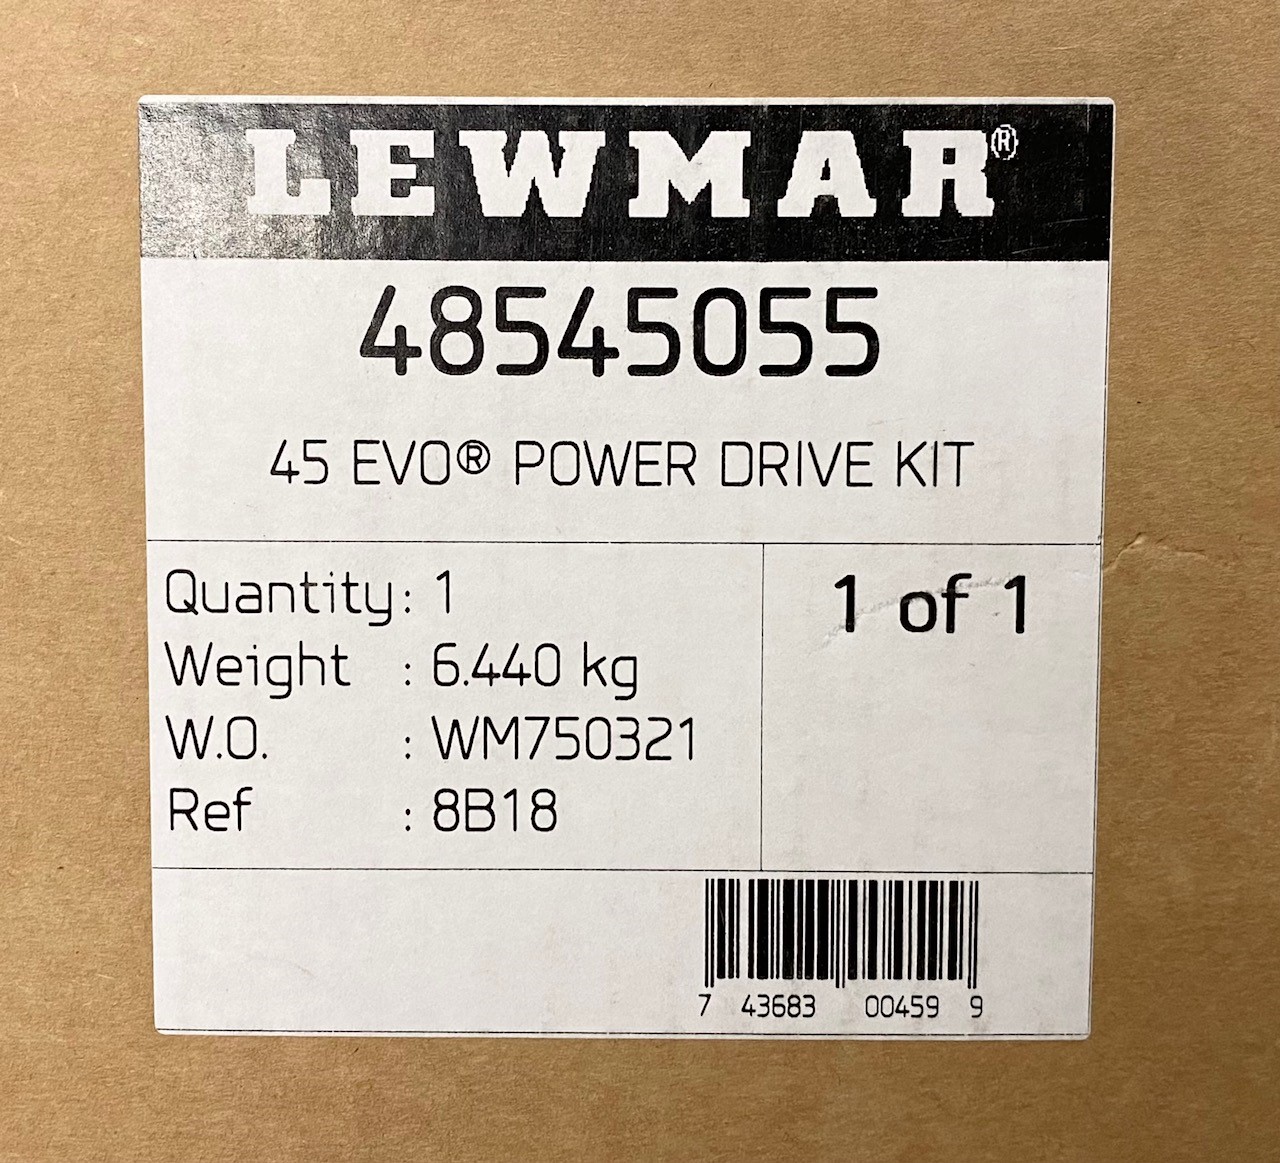 LEWMAR®
48545055
45 EVO® POWER DRIVE KIT
Quantity: 1
Weight : 6.440 kg
W.O. : WM750321
Ref : 8B18
1 of 1
7 43683 00459 9